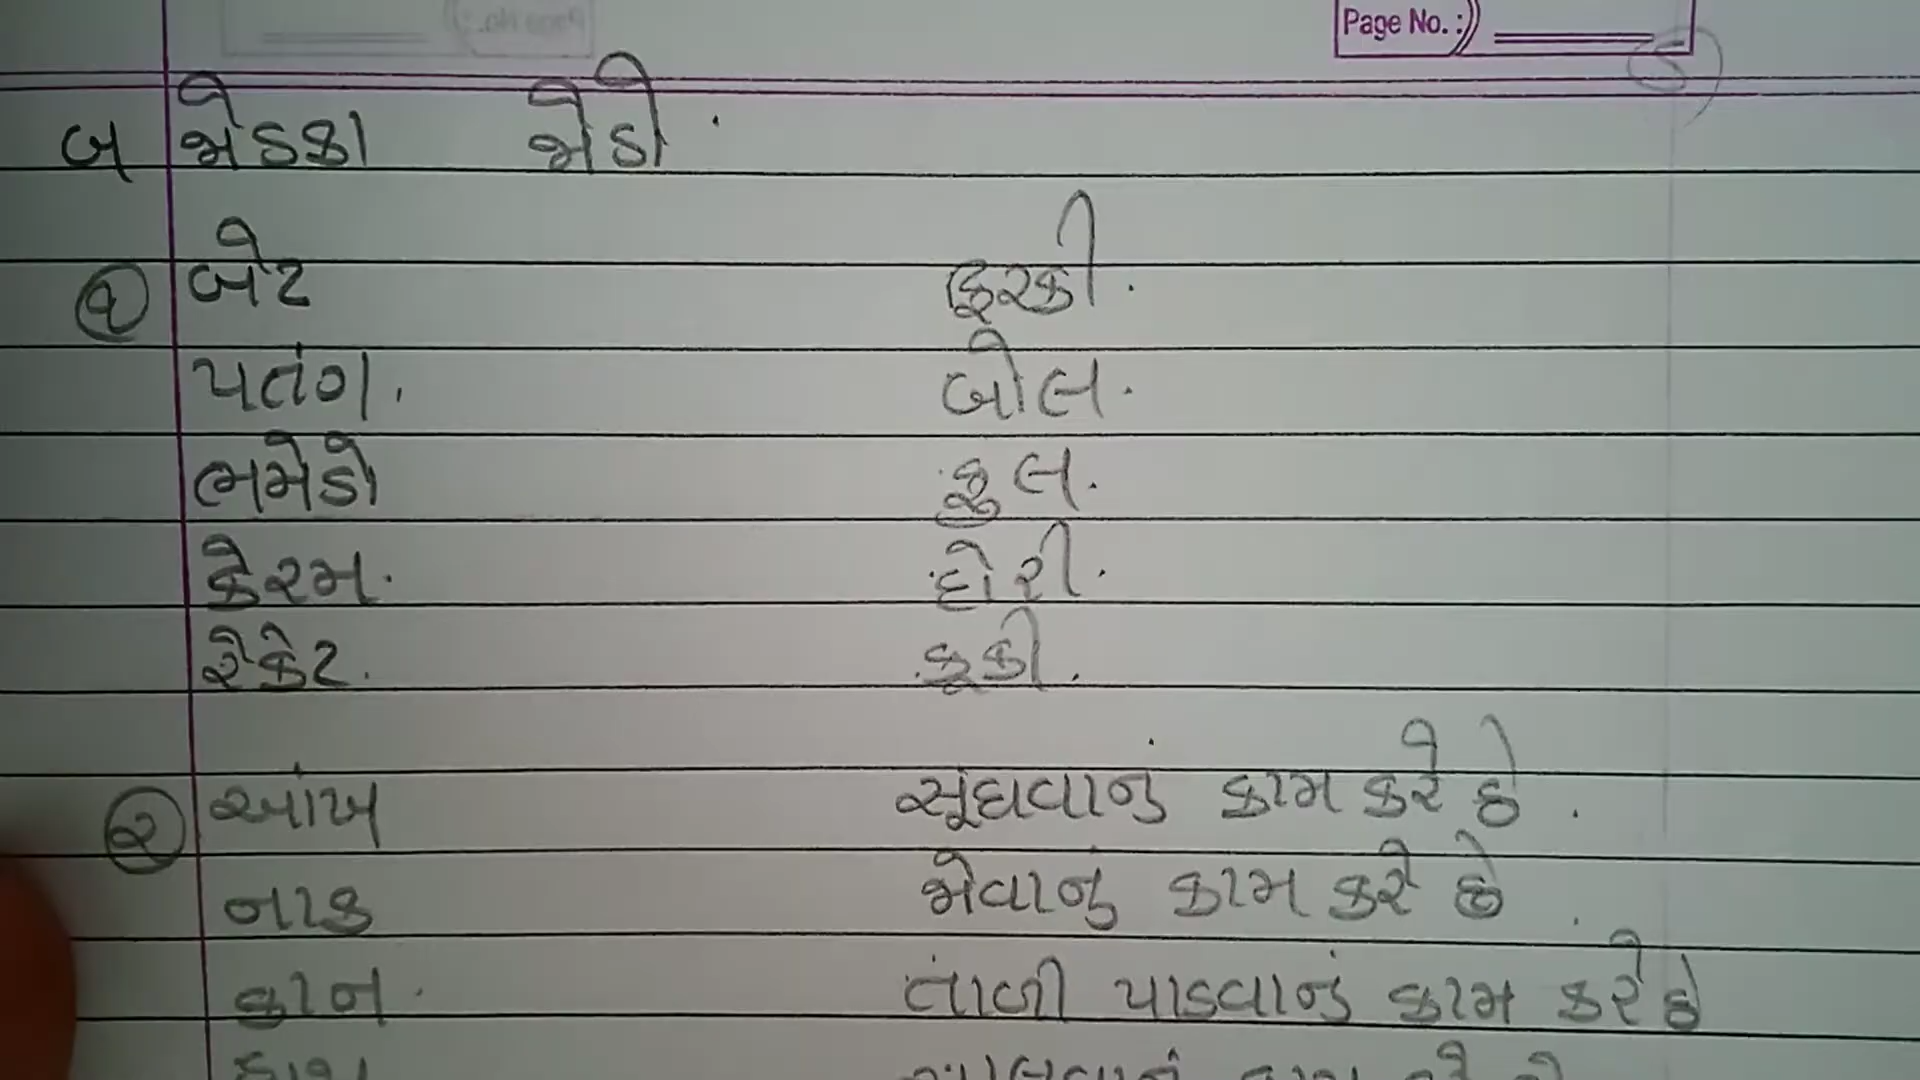 Page No. :
બ જોડકા જોડો.
૧ બેટ ફિરકી.
પતંગ. બોલ.
ભમેડો ફુલ.
કેરમ. દોરી.
રેકેટ. કૂકી.
૨ આંખ સૂંઘવાનું કામ કરે છે.
નાક જોવાનું કામ કરે છે.
કાન. તાળી પાડવાનું કામ કરે છે